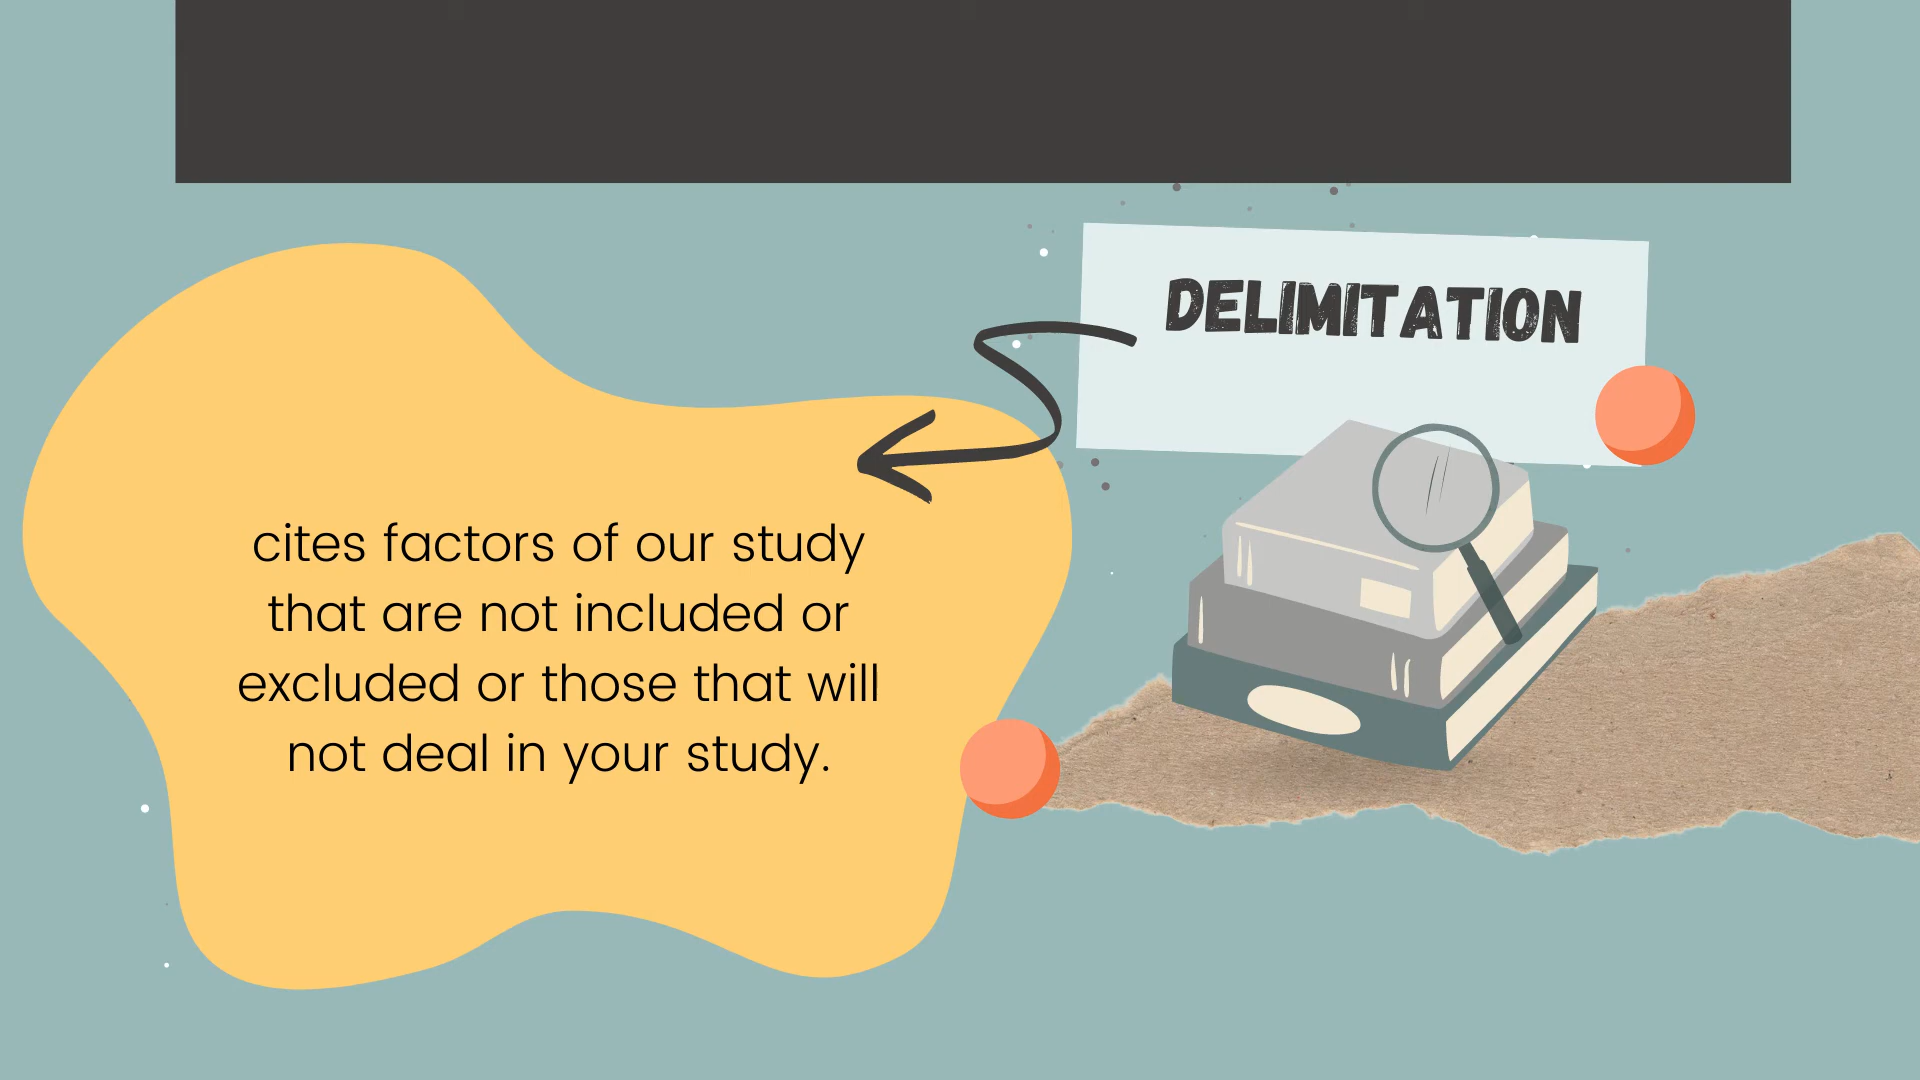 DELIMITATION
cites factors of our study
that are not included or
excluded or those that will
not deal in your study.